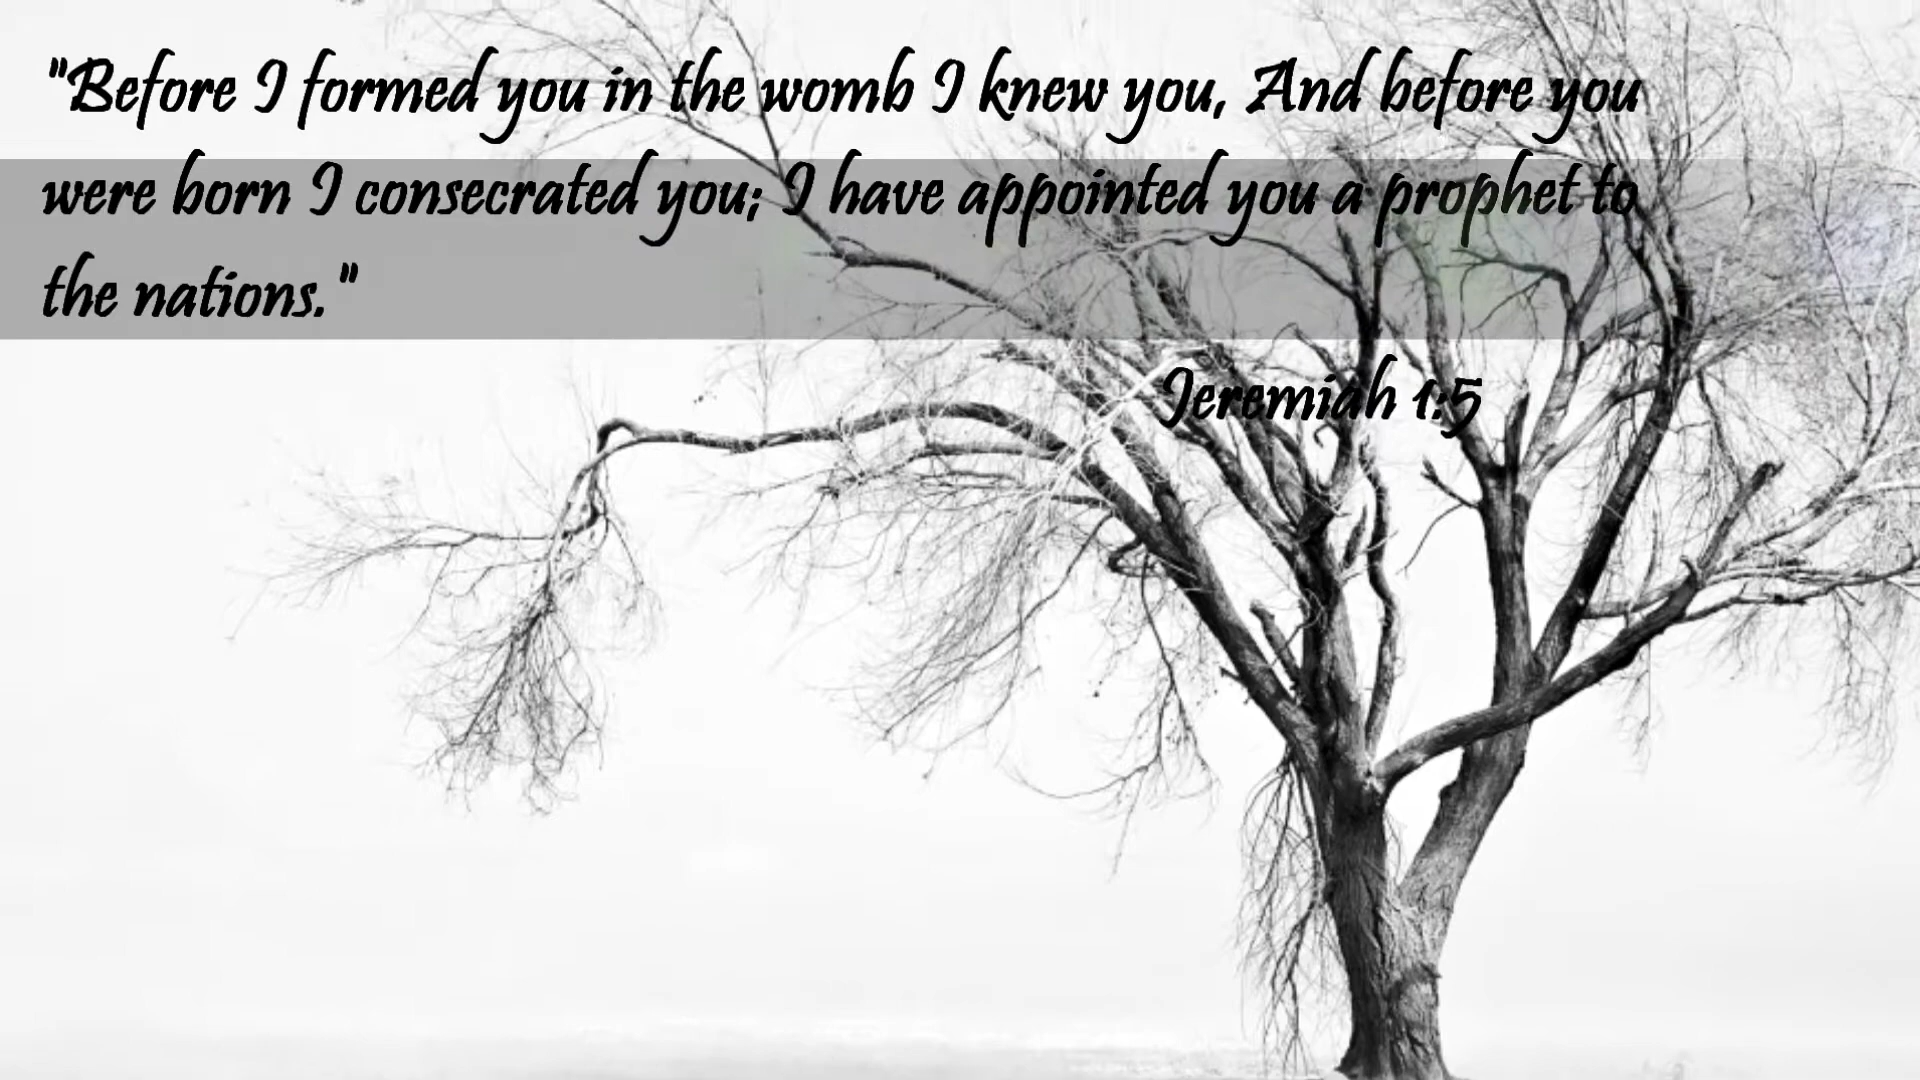 "Before I formed you in the womb I knew you, And before you
were born I consecrated you; I have appointed you a prophet to
the nations."
Jeremiah 1:5